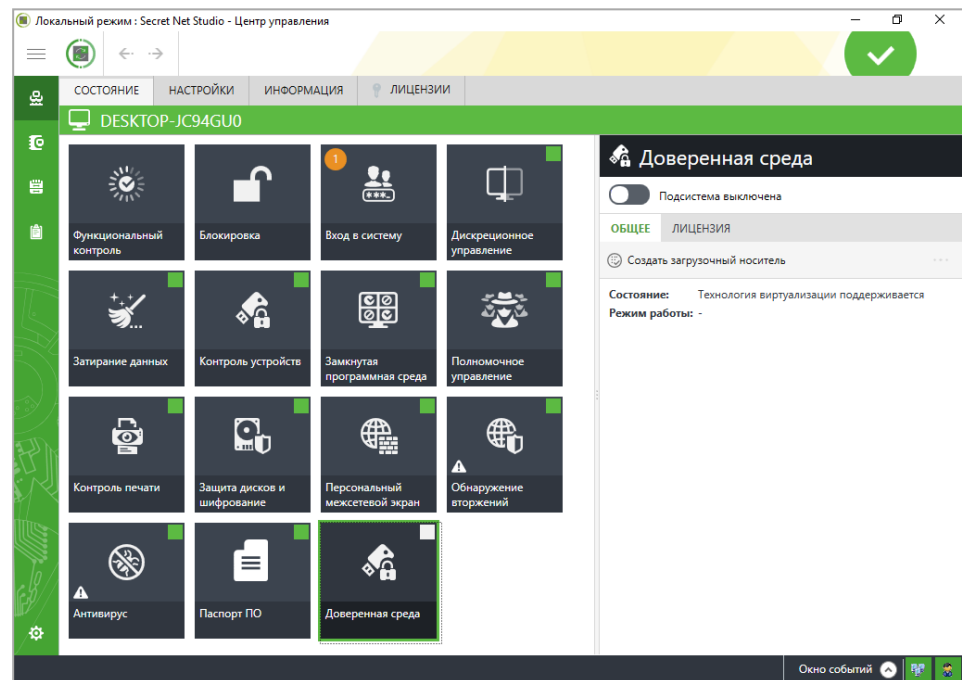 Локальный режим : Secret Net Studio - Центр управления
СОСТОЯНИЕ НАСТРОЙКИ ИНФОРМАЦИЯ ЛИЦЕНЗИИ
DESKTOP-JC94GU0
Функциональный
контроль
Блокировка
1
***_
Вход в систему
Дискреционное
управление
Затирание данных
Контроль устройств
Замкнутая
программная среда
Полномочное
управление
Контроль печати
Защита дисков и
шифрование
Персональный
межсетевой экран
Обнаружение
вторжений
Антивирус
Паспорт ПО
Доверенная среда
Доверенная среда
Подсистема выключена
ОБЩЕЕ ЛИЦЕНЗИЯ
Создать загрузочный носитель
Состояние: Технология виртуализации поддерживается
Режим работы: -
Окно событий